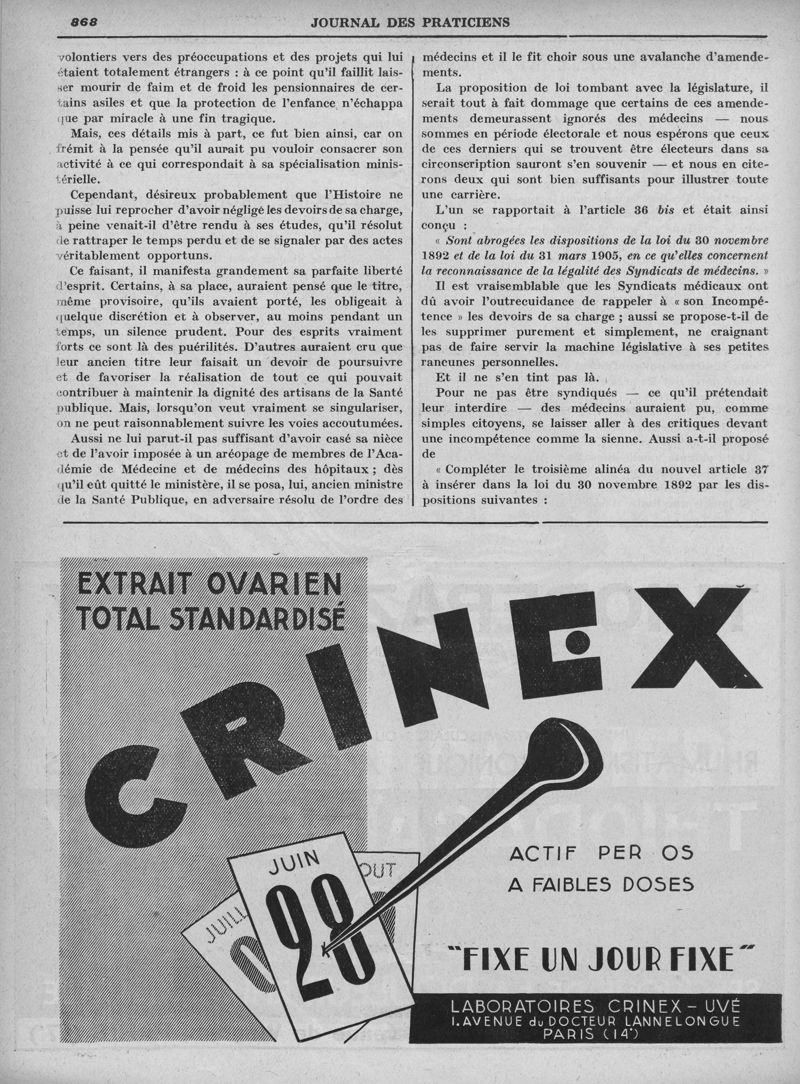 868
JOURNAL DES PRATICIENS
volontiers vers des préoccupations et des projets qui lui
étaient totalement étrangers : à ce point qu'il faillit lais-
ser mourir de faim et de froid les pensionnaires de cer-
tains asiles et que la protection de l'enfance n'échappa
que par miracle à une fin tragique.
Mais, ces détails mis à part, ce fut bien ainsi, car on
frémit à la pensée qu'il aurait pu vouloir consacrer son
activité à ce qui correspondait à sa spécialisation minis-
térielle.
Cependant, désireux probablement que l'Histoire ne
puisse lui reprocher d'avoir négligé les devoirs de sa charge,
à peine venait-il d'être rendu à ses études, qu'il résolut
de rattraper le temps perdu et de se signaler par des actes
véritablement opportuns.
Ce faisant, il manifesta grandement sa parfaite liberté
d'esprit. Certains, à sa place, auraient pensé que le titre,
même provisoire, qu'ils avaient porté, les obligeait à
quelque discrétion et à observer, au moins pendant un
temps, un silence prudent. Pour des esprits vraiment
forts ce sont là des puérilités. D'autres auraient cru que
leur ancien titre leur faisait un devoir de poursuivre
et de favoriser la réalisation de tout ce qui pouvait
contribuer à maintenir la dignité des artisans de la Santé
publique. Mais, lorsqu'on veut vraiment se singulariser,
on ne peut raisonnablement suivre les voies accoutumées.
Aussi ne lui parut-il pas suffisant d'avoir casé sa nièce
et de l'avoir imposée à un aréopage de membres de l'Aca-
démie de Médecine et de médecins des hôpitaux ; dès
qu'il eût quitté le ministère, il se posa, lui, ancien ministre
de la Santé Publique, en adversaire résolu de l'ordre des
médecins et il le fit choir sous une avalanche d'amende-
ments.
La proposition de loi tombant avec la législature, il
serait tout à fait dommage que certains de ces amende-
ments demeurassent ignorés des médecins — nous
sommes en période électorale et nous espérons que ceux
de ces derniers qui se trouvent être électeurs dans sa
circonscription sauront s'en souvenir — et nous en cite-
rons deux qui sont bien suffisants pour illustrer toute
une carrière.
L'un se rapportait à l'article 36 bis et était ainsi
conçu :
« Sont abrogées les dispositions de la loi du 30 novembre
1892 et de la loi du 31 mars 1905, en ce qu'elles concernent
la reconnaissance de la légalité des Syndicats de médecins. »
Il est vraisemblable que les Syndicats médicaux ont
dû avoir l'outrecuidance de rappeler à « son Incompé-
tence » les devoirs de sa charge ; aussi se propose-t-il de
les supprimer purement et simplement, ne craignant
pas de faire servir la machine législative à ses petites
rancunes personnelles.
Et il ne s'en tint pas là.
Pour ne pas être syndiqués — ce qu'il prétendait
leur interdire — des médecins auraient pu, comme
simples citoyens, se laisser aller à des critiques devant
une incompétence comme la sienne. Aussi a-t-il proposé
de
« Compléter le troisième alinéa du nouvel article 37
à insérer dans la loi du 30 novembre 1892 par les dis-
positions suivantes :
EXTRAIT OVARIEN
TOTAL STANDARDISÉ
CRINEX
JUIN
28
JUILL
0
OUT
ACTIF PER OS
A FAIBLES DOSES
"FIXE UN JOUR FIXE"
LABORATOIRES CRINEX - UVÉ
1. AVENUE du DOCTEUR LANNELONGUE
PARIS (14e)